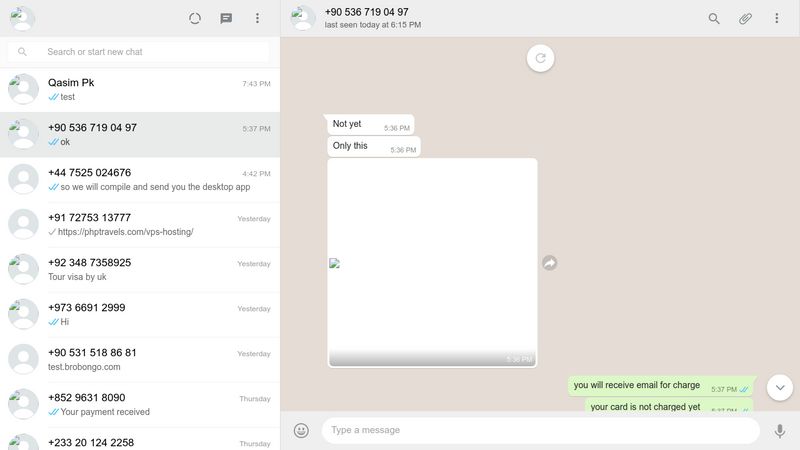 Search or start new chat
Qasim Pk
7:43 PM
test
+90 536 719 04 97
5:37 PM
ok
+44 7525 024676
4:42 PM
so we will compile and send you the desktop app
+91 72753 13777
Yesterday
https://phptravels.com/vps-hosting/
+92 348 7358925
Yesterday
Tour visa by uk
+973 6691 2999
Yesterday
Hi
+90 531 518 86 81
Yesterday
test.brobongo.com
+852 9631 8090
Thursday
Your payment received
+233 20 124 2258
Thursday
+90 536 719 04 97
last seen today at 6:15 PM
Not yet
5:36 PM
Only this
5:36 PM
5:36 PM
you will receive email for charge
5:37 PM
your card is not charged yet
5:37 PM
Type a message